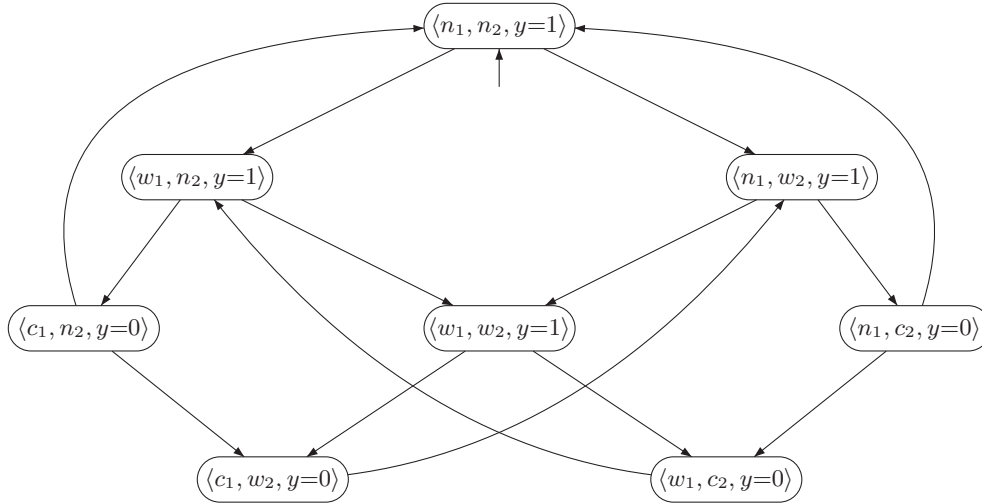 ⟨n₁, n₂, y=1⟩
⟨w₁, n₂, y=1⟩
⟨n₁, w₂, y=1⟩
⟨c₁, n₂, y=0⟩
⟨w₁, w₂, y=1⟩
⟨n₁, c₂, y=0⟩
⟨c₁, w₂, y=0⟩
⟨w₁, c₂, y=0⟩